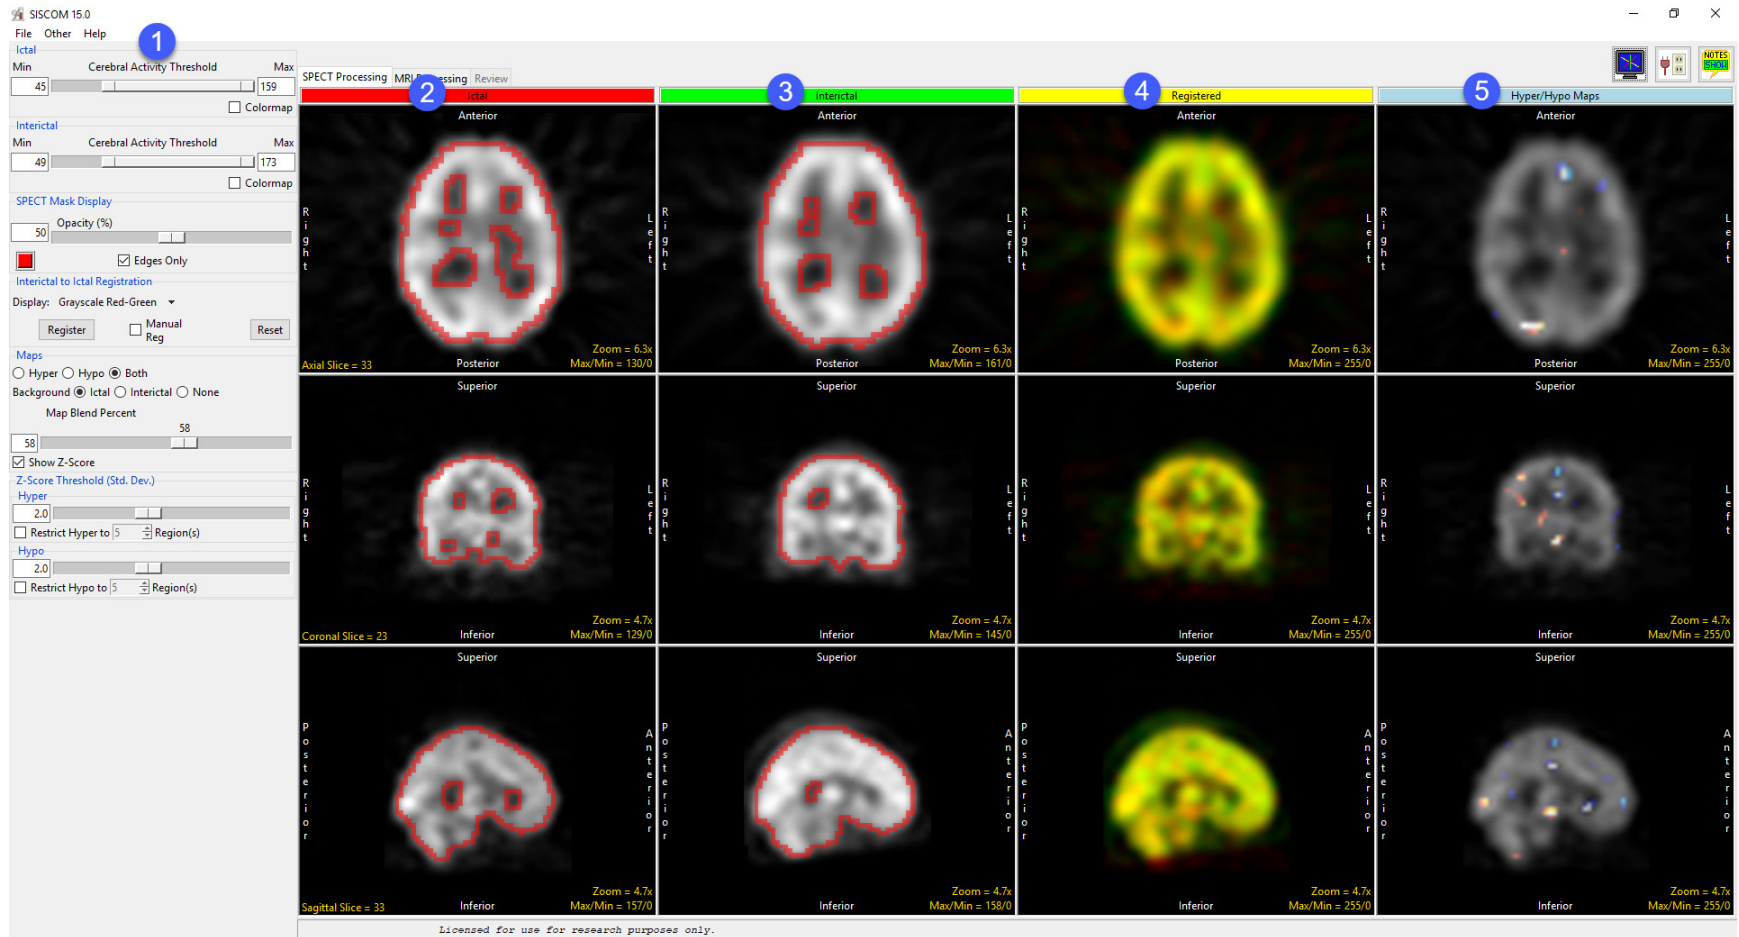 SISCOM 15.0
File Other Help
1
Ictal
Min Cerebral Activity Threshold Max
45 159
Colormap
Interictal
Min Cerebral Activity Threshold Max
49 173
Colormap
SPECT Mask Display
Opacity (%)
50
Edges Only
Interictal to Ictal Registration
Display: Grayscale Red-Green
Register Manual Reg Reset
Maps
Hyper Hypo Both
Background Ictal Interictal None
Map Blend Percent
58
58
Show Z-Score
Z-Score Threshold (Std. Dev.)
Hyper
2.0
Restrict Hyper to 5 Region(s)
Hypo
2.0
Restrict Hypo to 5 Region(s)
NOTES
SHOW
SPECT Processing MRI Processing Review
2 Ictal 3 Interictal 4 Registered 5 Hyper/Hypo Maps
Anterior Anterior Anterior Anterior
Right Left Right Left Right Left Right Left
Zoom = 6.3x Zoom = 6.3x Zoom = 6.3x Zoom = 6.3x
Axial Slice = 33 Posterior Max/Min = 130/0 Posterior Max/Min = 161/0 Posterior Max/Min = 255/0 Posterior Max/Min = 255/0
Superior Superior Superior Superior
Right Left Right Left Right Left Right Left
Zoom = 4.7x Zoom = 4.7x Zoom = 4.7x Zoom = 4.7x
Coronal Slice = 23 Inferior Max/Min = 129/0 Inferior Max/Min = 145/0 Inferior Max/Min = 255/0 Inferior Max/Min = 255/0
Superior Superior Superior Superior
Posterior Anterior Posterior Anterior Posterior Anterior Posterior Anterior
Zoom = 4.7x Zoom = 4.7x Zoom = 4.7x Zoom = 4.7x
Sagittal Slice = 33 Inferior Max/Min = 157/0 Inferior Max/Min = 158/0 Inferior Max/Min = 255/0 Inferior Max/Min = 255/0
Licensed for use for research purposes only.